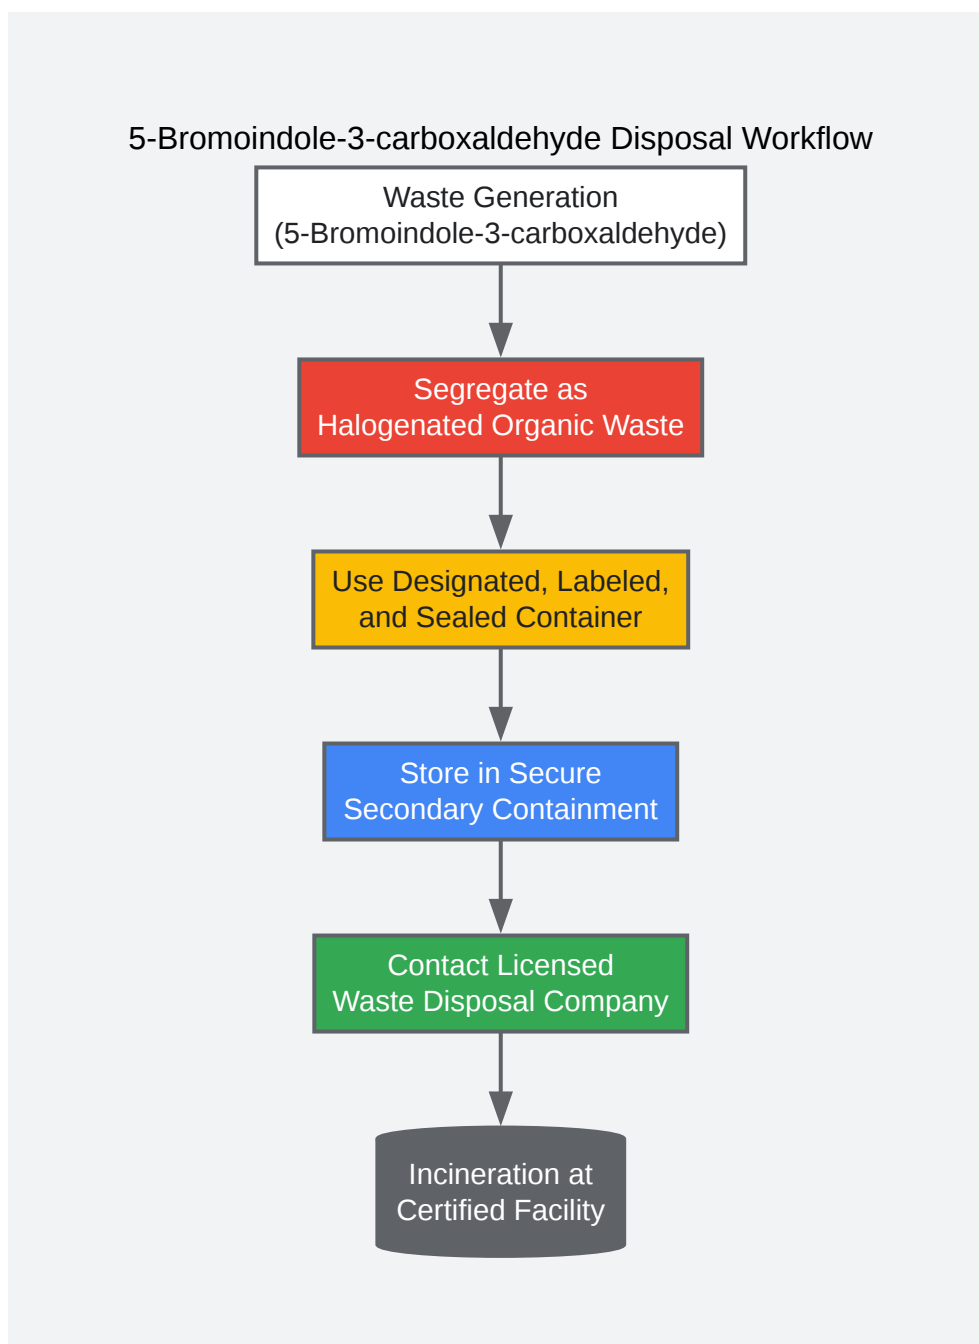 5-Bromoindole-3-carboxaldehyde Disposal Workflow
Waste Generation
(5-Bromoindole-3-carboxaldehyde)
Segregate as
Halogenated Organic Waste
Use Designated, Labeled,
and Sealed Container
Store in Secure
Secondary Containment
Contact Licensed
Waste Disposal Company
Incineration at
Certified Facility